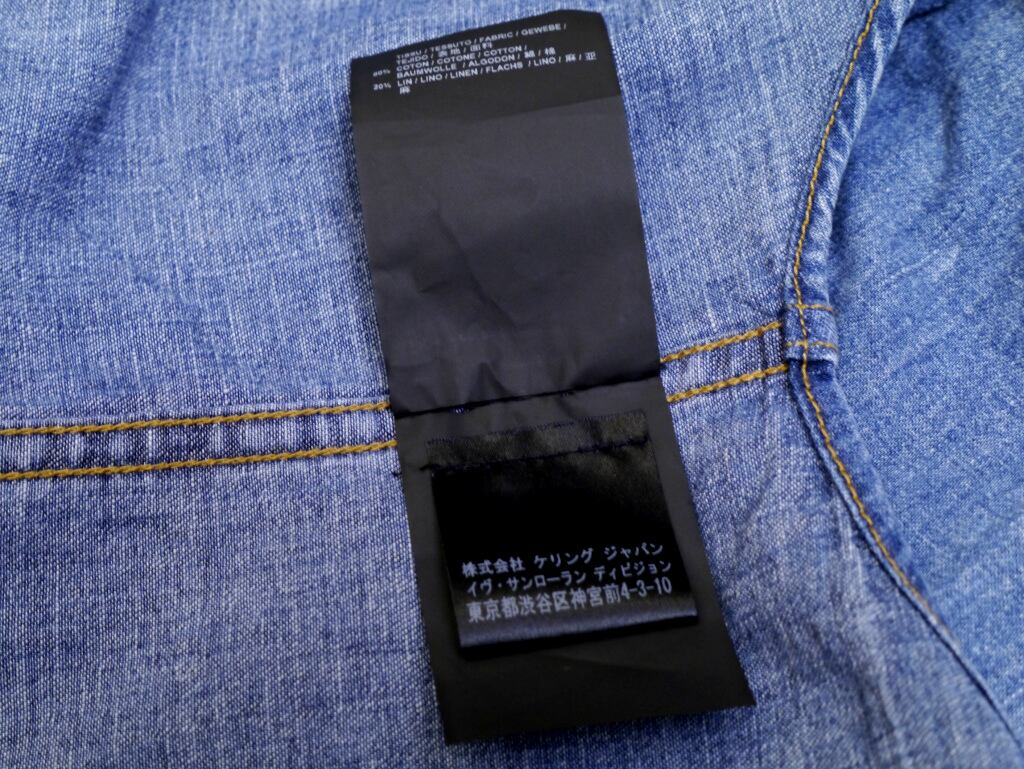 TISSU / TESSUTO / FABRIC / GEWEBE /
TEJIDO / 表地 / 面料
80% COTON / COTONE / COTTON /
BAUMWOLLE / ALGODON / 綿 / 棉
20% LIN / LINO / LINEN / FLACHS / LINO / 麻 / 亚
麻
株式会社 ケリング ジャパン
イヴ・サンローラン ディビジョン
東京都渋谷区神宮前4-3-10